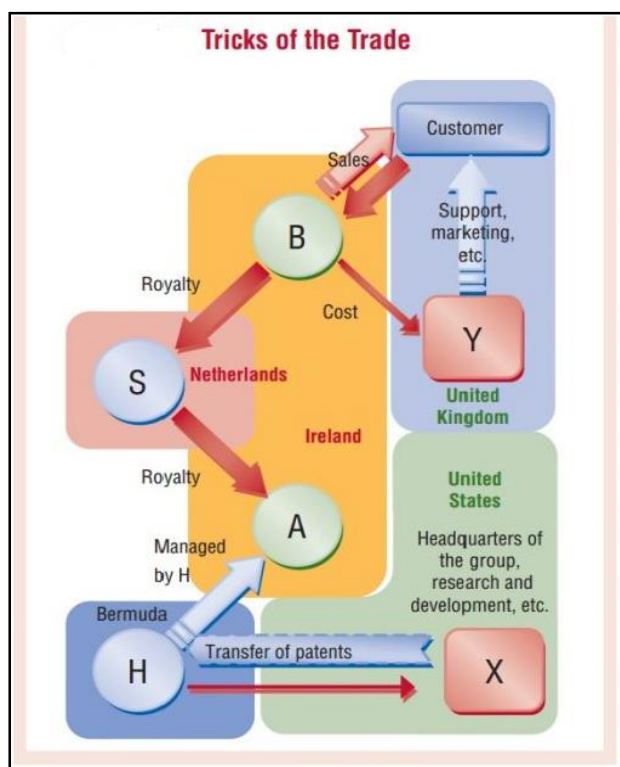 Tricks of the Trade
Customer
Sales
Support,
marketing,
etc.
B
Royalty
Cost
Y
S
Netherlands
United
Kingdom
Ireland
United
States
Royalty
A
Headquarters of
the group,
research and
development, etc.
Managed
by H
Bermuda
H
Transfer of patents
X